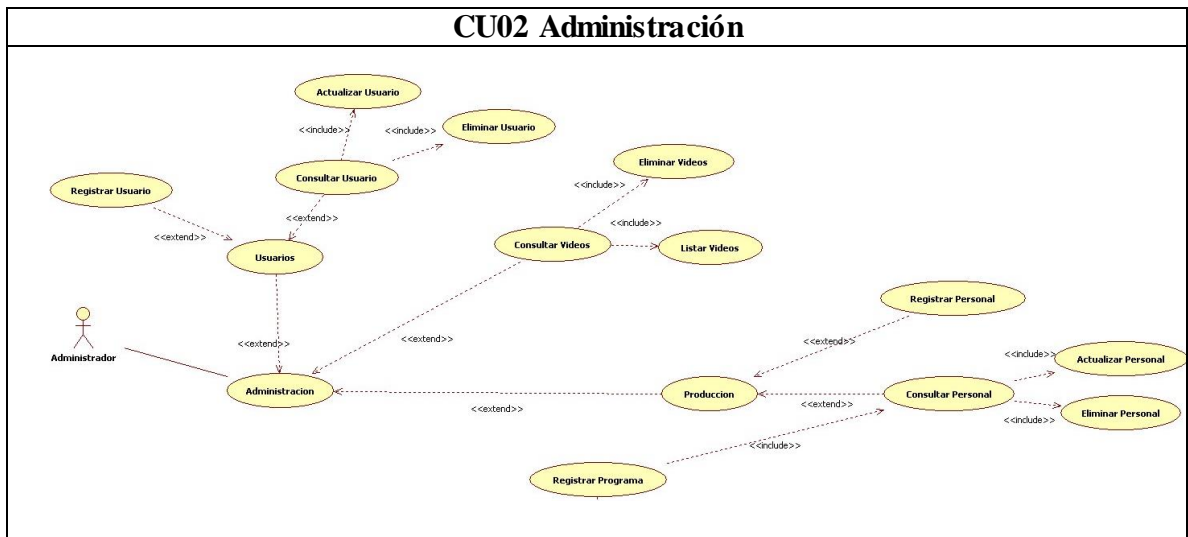 CU02 Administración
Actualizar Usuario
<<include>>
<<include>>
Eliminar Usuario
Consultar Usuario
Registrar Usuario
<<extend>>
<<extend>>
Usuarios
Eliminar Videos
<<include>>
<<include>>
Consultar Videos
Listar Videos
<<extend>>
<<extend>>
Administrador
Administracion
Registrar Personal
<<extend>>
<<include>>
Actualizar Personal
Produccion
<<extend>>
<<extend>>
Consultar Personal
Eliminar Personal
<<include>>
<<include>>
Registrar Programa